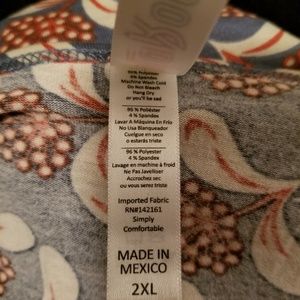 96% Polyester
4% Spandex
Machine Wash Cold
Do Not Bleach
Hang Dry
or you'll be sad
96 % Poliéster
4 % Spandex
Lavar A Máquina En Frío
No Usa Blanqueador
Cuelgue en seco
o estarás triste
96 % Polyester
4 % Spandex
Lavage en machine à froid
Ne Pas Javelliser
Accrochez sec
ou vous serez triste
Imported Fabric
RN#142161
Simply
Comfortable
MADE IN
MEXICO
2XL